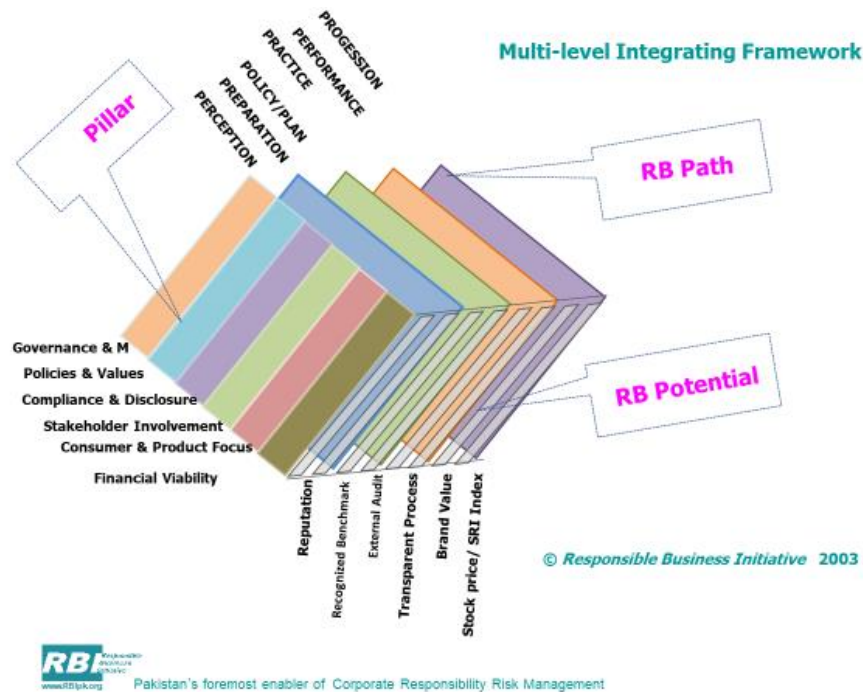 Multi-level Integrating Framework
PROGESSION
PERFORMANCE
PRACTICE
POLICY/PLAN
PREPARATION
PERCEPTION
Pillar
RB Path
RB Potential
Governance & M
Policies & Values
Compliance & Disclosure
Stakeholder Involvement
Consumer & Product Focus
Financial Viability
Reputation
Recognized Benchmark
External Audit
Transparent Process
Brand Value
Stock price/ SRI Index
© Responsible Business Initiative 2003
RBI
Responsible
Business
Initiative
www.RBIpk.org
Pakistan's foremost enabler of Corporate Responsibility Risk Management